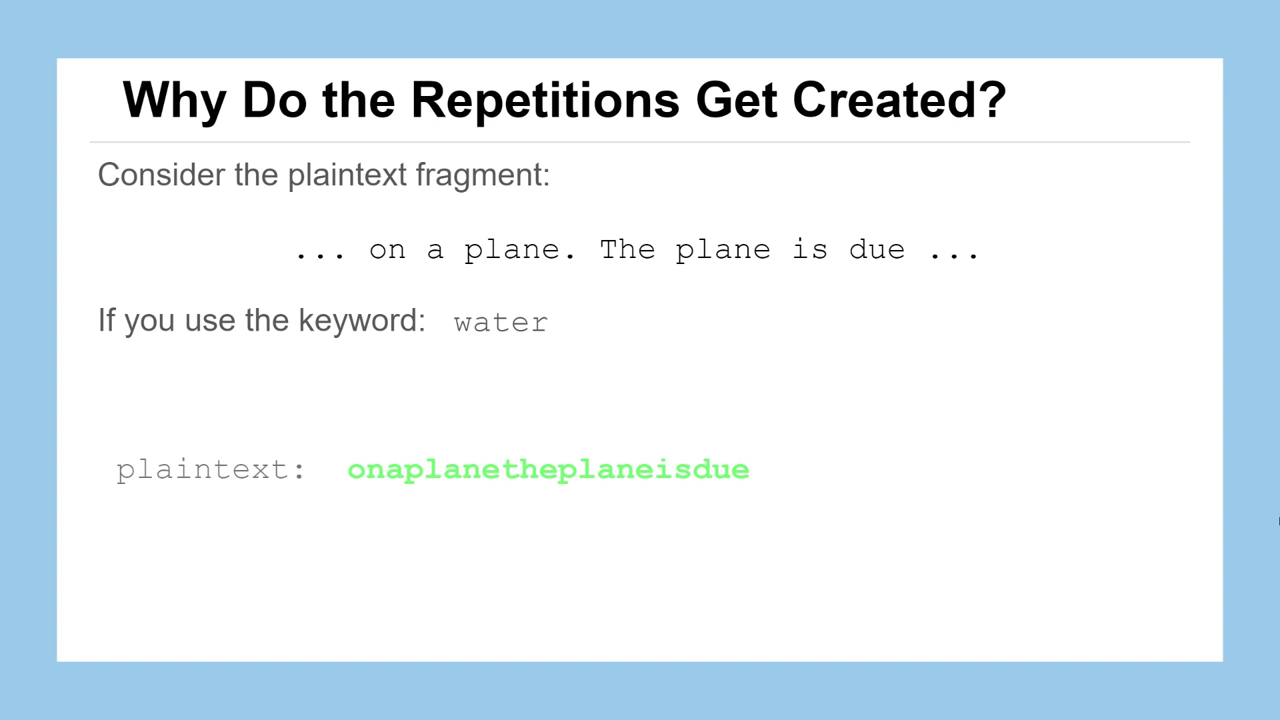 Why Do the Repetitions Get Created?
Consider the plaintext fragment:
... on a plane. The plane is due ...
If you use the keyword: water
plaintext: onaplanetheplaneisdue